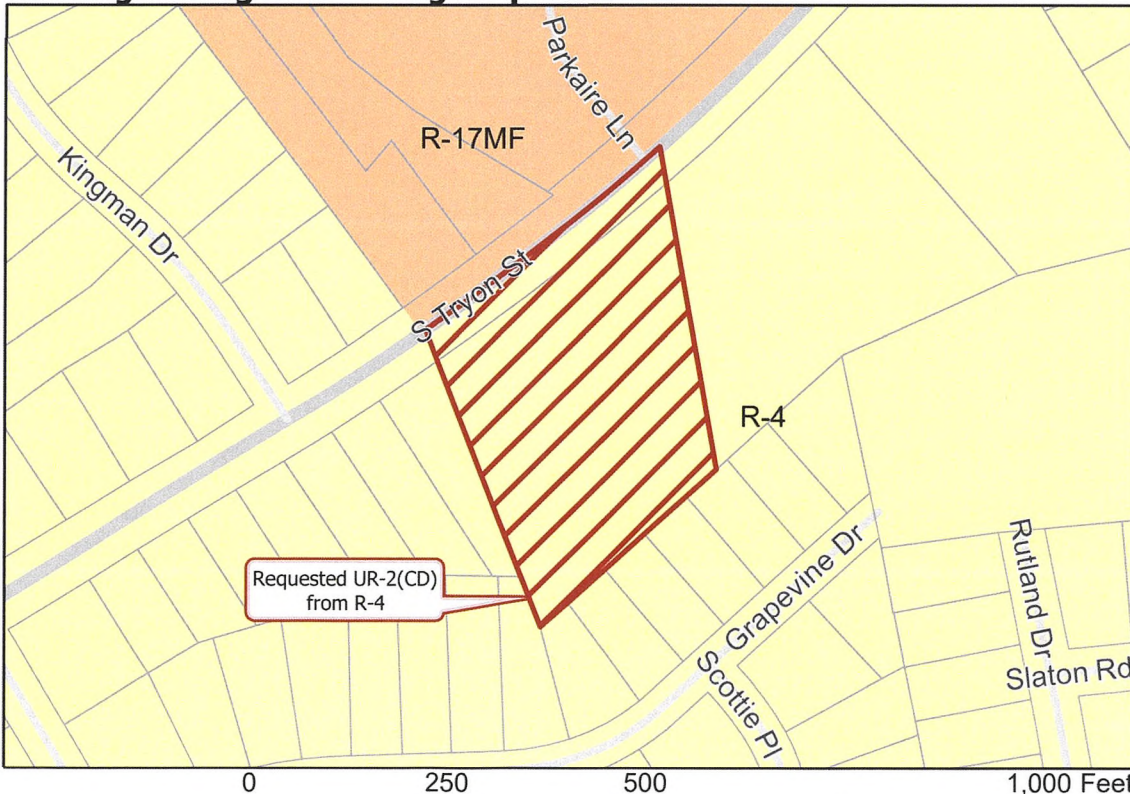 Parkaire Ln
R-17MF
Kingman Dr
S Tryon St
R-4
Requested UR-2(CD)
from R-4
S Grapevine Dr
Rutland Dr
Scottie Pl
Slaton Rd
0 250 500 1,000 Feet